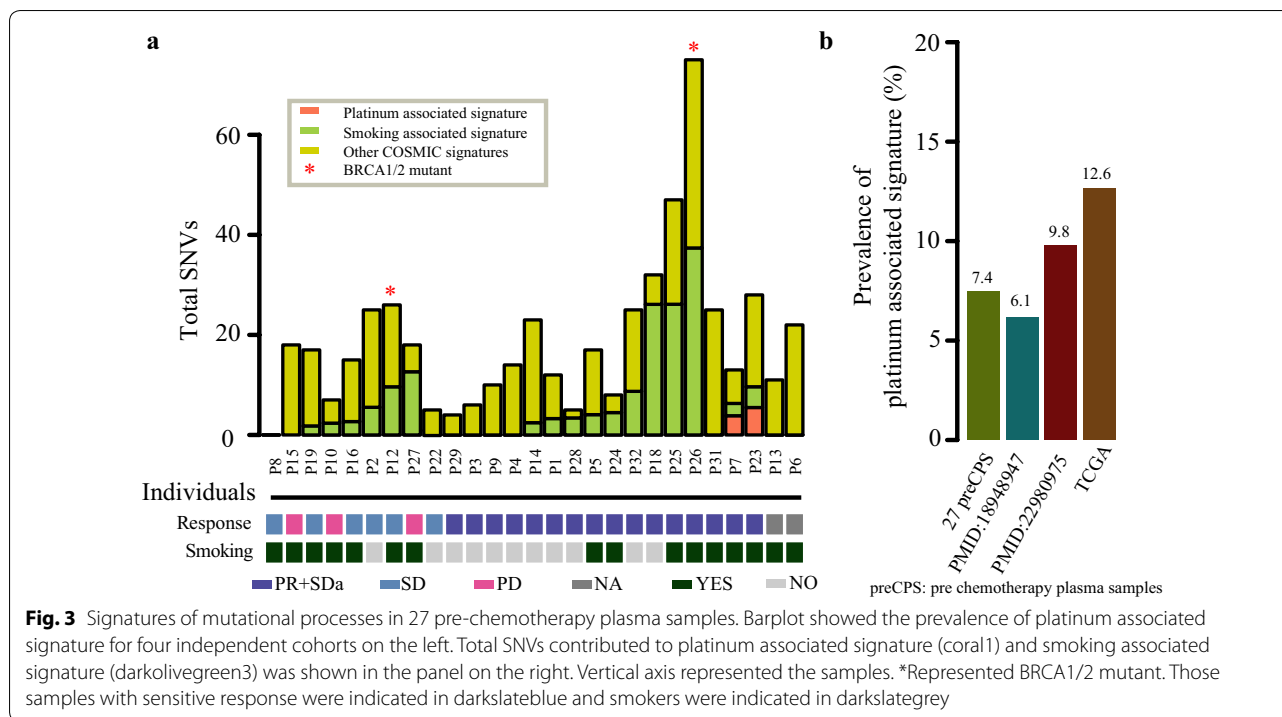 a
Platinum associated signature
Smoking associated signature
Other COSMIC signatures
* BRCA1/2 mutant
*
*
Total SNVs
60
40
20
0
P8 P15 P19 P10 P16 P2 P12 P27 P22 P29 P3 P9 P4 P14 P1 P28 P5 P24 P32 P18 P25 P26 P31 P7 P23 P13 P6
Individuals
Response
Smoking
PR+SDa SD PD NA YES NO
b
Prevalence of
platinum associated signature (%)
20
15
10
5
0
7.4
6.1
9.8
12.6
27 preCPS
PMID:18948947
PMID:22980975
TCGA
preCPS: pre chemotherapy plasma samples
Fig. 3 Signatures of mutational processes in 27 pre-chemotherapy plasma samples. Barplot showed the prevalence of platinum associated
signature for four independent cohorts on the left. Total SNVs contributed to platinum associated signature (coral1) and smoking associated
signature (darkolivegreen3) was shown in the panel on the right. Vertical axis represented the samples. *Represented BRCA1/2 mutant. Those
samples with sensitive response were indicated in darkslateblue and smokers were indicated in darkslategrey